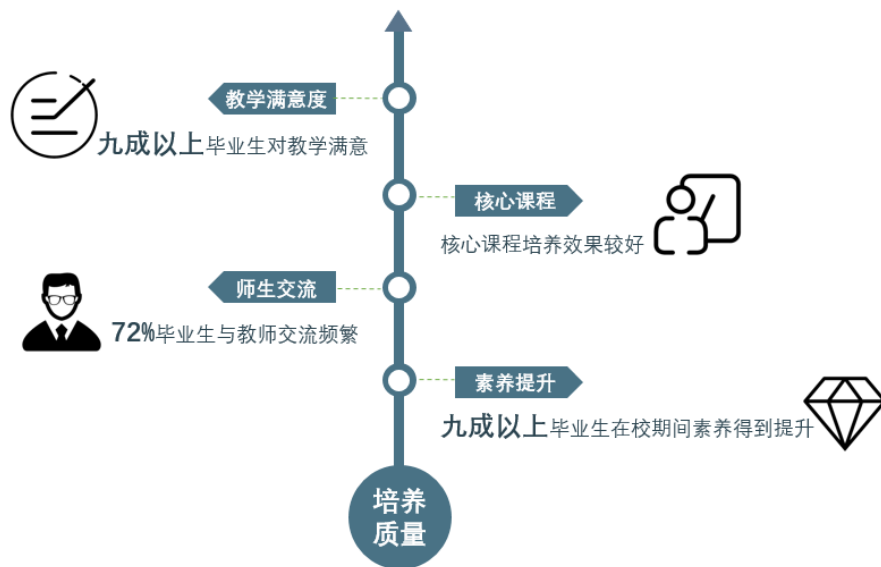 教学满意度
九成以上毕业生对教学满意
核心课程
核心课程培养效果较好
师生交流
72%毕业生与教师交流频繁
素养提升
九成以上毕业生在校期间素养得到提升
培养
质量